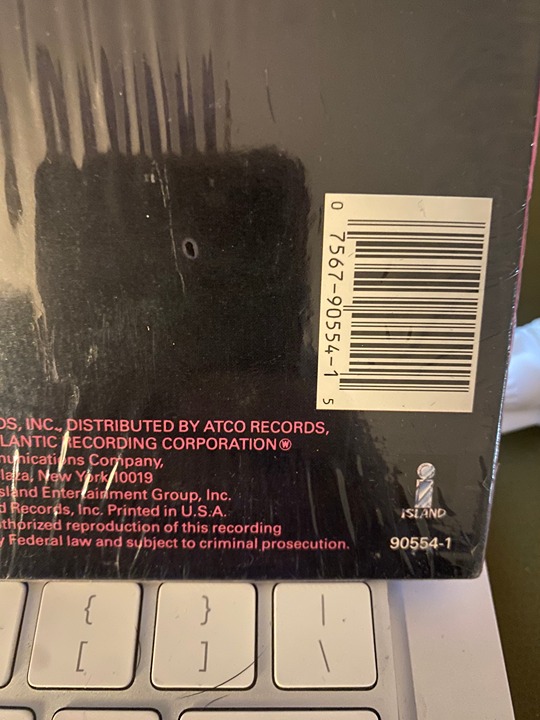 0 7567-90554-1 5
DS, INC., DISTRIBUTED BY ATCO RECORDS,
LANTIC RECORDING CORPORATION Ⓦ
munications Company,
laza, New York 10019
sland Entertainment Group, Inc.
d Records, Inc. Printed in U.S.A.
thorized reproduction of this recording
y Federal law and subject to criminal prosecution.
ISLAND
90554-1
{ } |
[ ] \